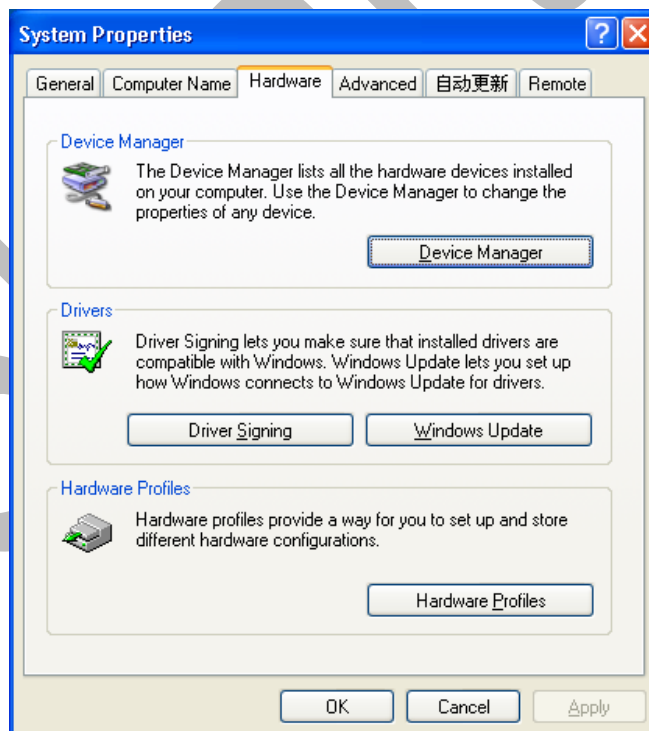 System Properties
General Computer Name Hardware Advanced 自动更新 Remote
Device Manager
The Device Manager lists all the hardware devices installed
on your computer. Use the Device Manager to change the
properties of any device.
Device Manager
Drivers
Driver Signing lets you make sure that installed drivers are
compatible with Windows. Windows Update lets you set up
how Windows connects to Windows Update for drivers.
Driver Signing Windows Update
Hardware Profiles
Hardware profiles provide a way for you to set up and store
different hardware configurations.
Hardware Profiles
OK Cancel Apply